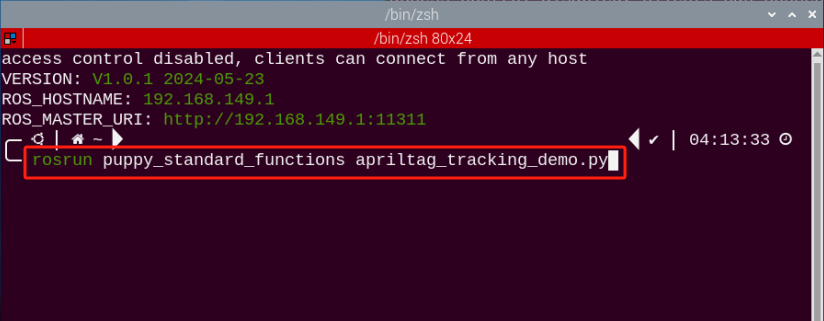 /bin/zsh
/bin/zsh 80x24
access control disabled, clients can connect from any host
VERSION: V1.0.1 2024-05-23
ROS_HOSTNAME: 192.168.149.1
ROS_MASTER_URI: http://192.168.149.1:11311
~ 04:13:33
rosrun puppy_standard_functions apriltag_tracking_demo.py